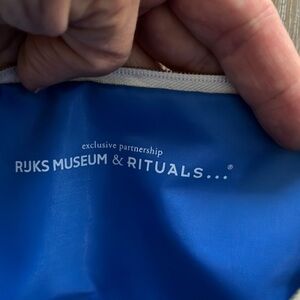 exclusive partnership
RIJKS MUSEUM & RITUALS...®